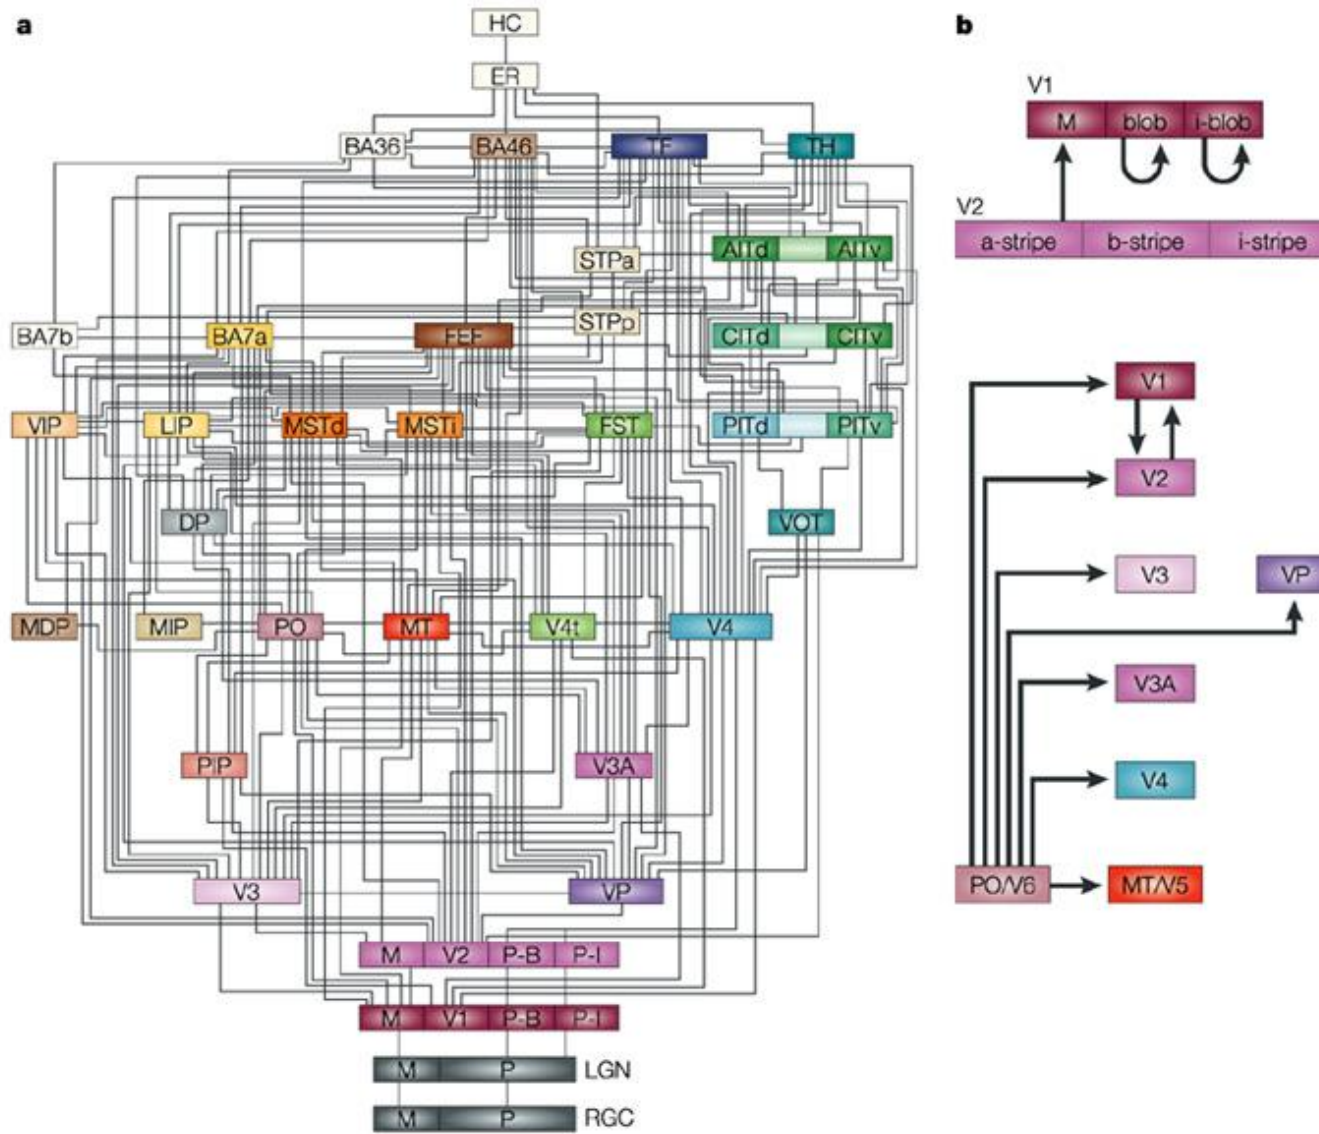 a
HC
ER
BA36 BA46 TF TH
STPa AITd AITv
STPp
BA7b BA7a FEF CITd CITv
VIP LIP MSTd MSTi FST PITd PITv
DP VOT
MDP MIP PO MT V4t V4
PIP V3A
V3 VP
M V2 P-B P-I
M V1 P-B P-I
M P LGN
M P RGC
b
V1
M blob i-blob
V2
a-stripe b-stripe i-stripe
V1
V2
V3 VP
V3A
V4
PO/V6 MT/V5